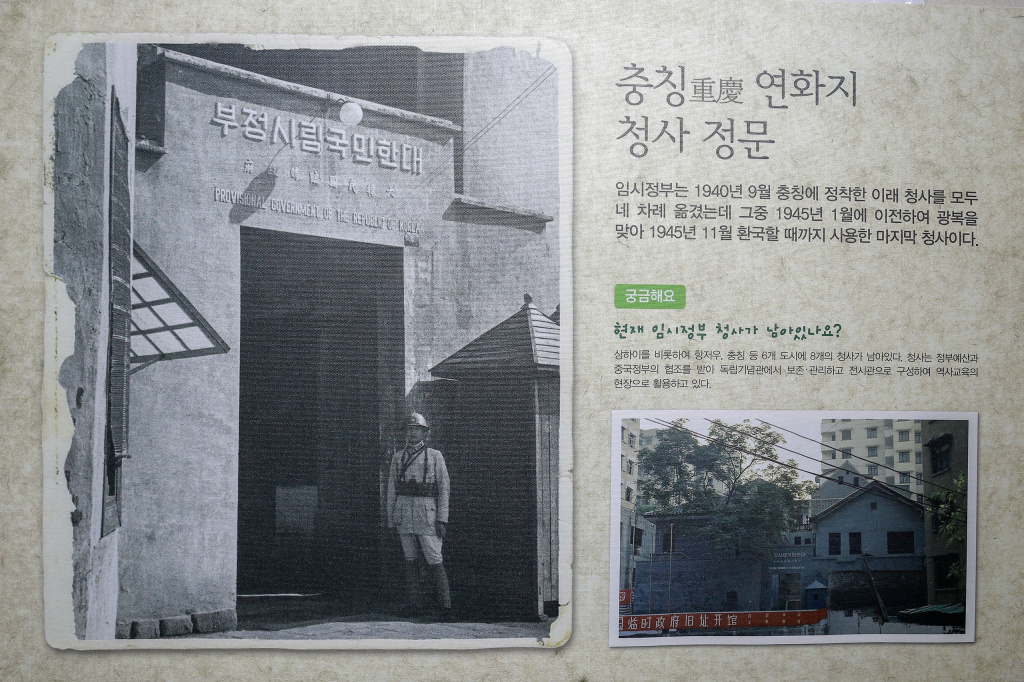 부정시림국민한대
PROVISIONAL GOVERNMENT OF THE REPUBLIC OF KOREA
충칭重慶 연화지
청사 정문
임시정부는 1940년 9월 충칭에 정착한 이래 청사를 모두
네 차례 옮겼는데 그중 1945년 1월에 이전하여 광복을
맞아 1945년 11월 환국할 때까지 사용한 마지막 청사이다.
궁금해요
현재 임시정부 청사가 남아있나요?
상하이를 비롯하여 항저우, 충칭 등 6개 도시에 8개의 청사가 남아있다. 청사는 정부예산과
중국정부의 협조를 받아 독립기념관에서 보존·관리하고 전시관으로 구성하여 역사교육의
현장으로 활용하고 있다.
부정시림국민한대
临时政府旧址开馆